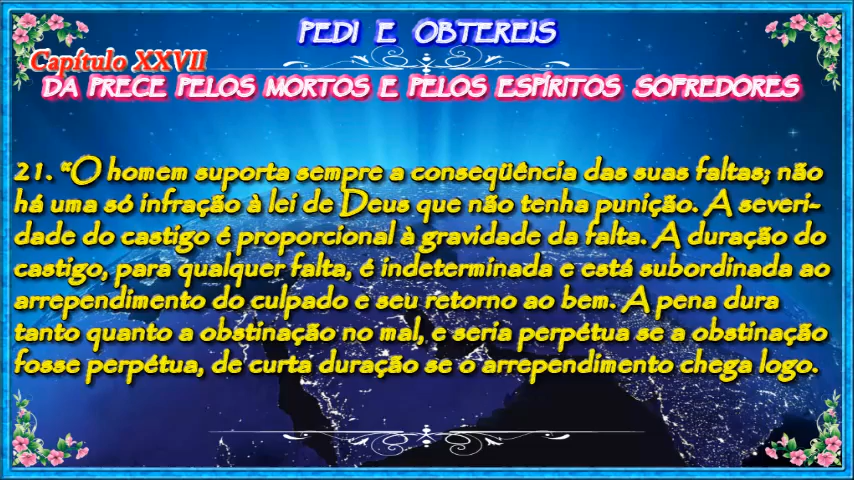 PEDI E OBTEREIS
Capítulo XXVII
DA PRECE PELOS MORTOS E PELOS ESPÍRITOS SOFREDORES
21. “O homem suporta sempre a conseqüência das suas faltas; não
há uma só infração à lei de Deus que não tenha punição. A severi-
dade do castigo é proporcional à gravidade da falta. A duração do
castigo, para qualquer falta, é indeterminada e está subordinada ao
arrependimento do culpado e seu retorno ao bem. A pena dura
tanto quanto a obstinação no mal, e seria perpétua se a obstinação
fosse perpétua, de curta duração se o arrependimento chega logo.